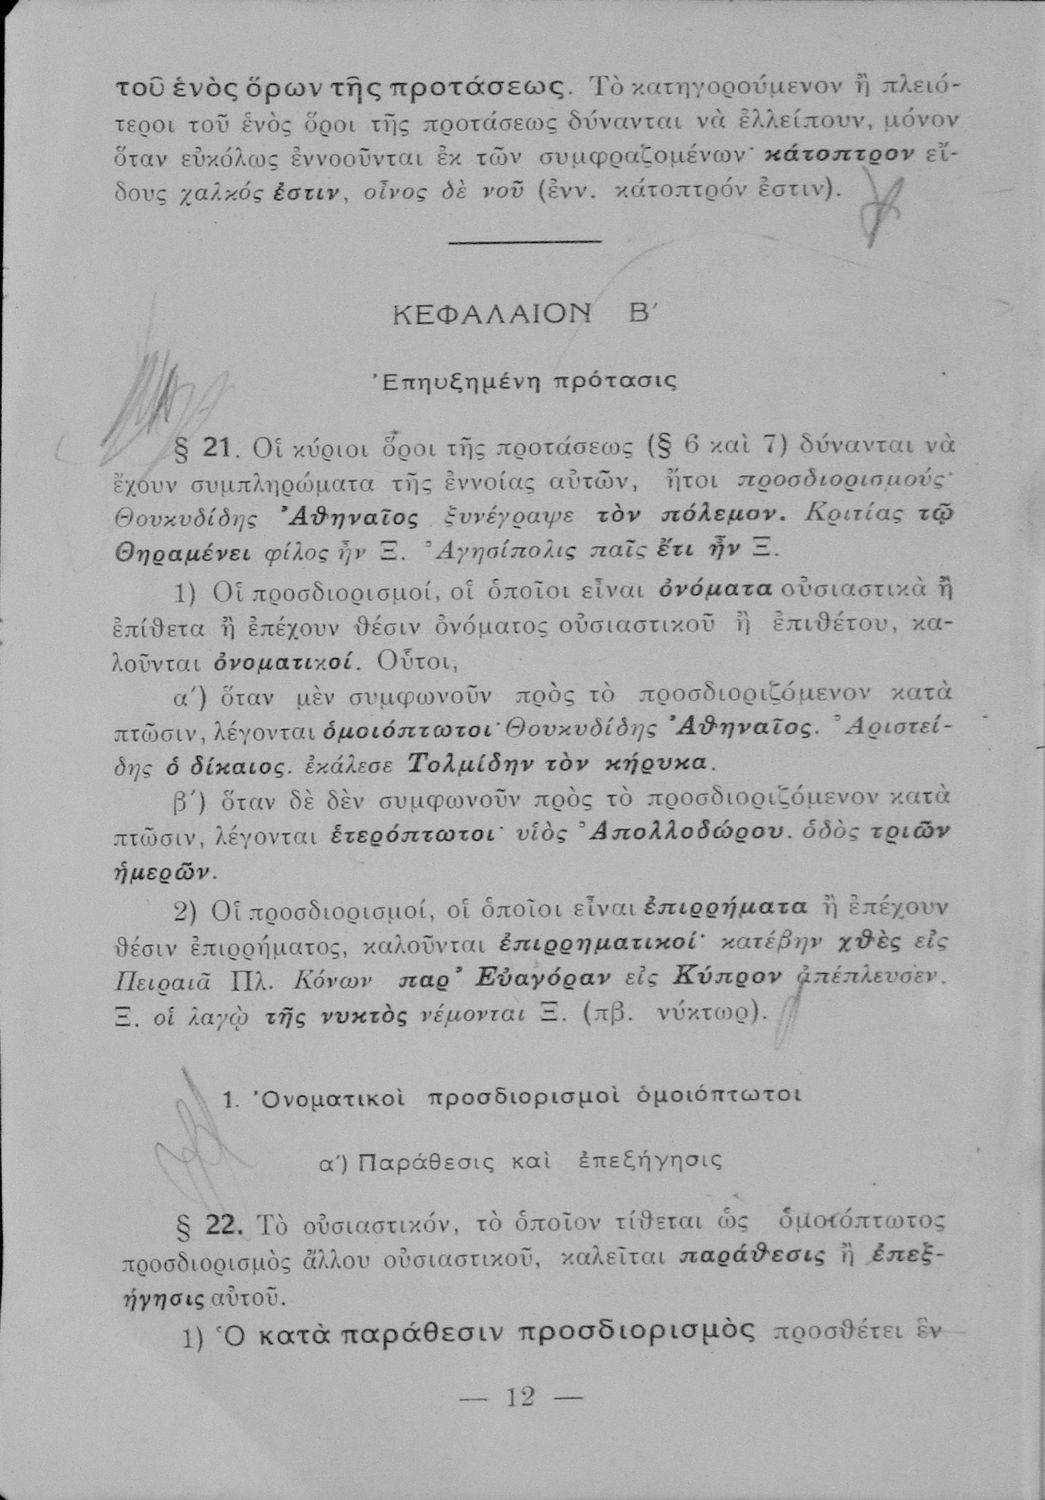 τοῦ ἑνὸς ὅρων τῆς προτάσεως. Τὸ κατηγορούμενον ἢ πλειό-
τεροι τοῦ ἑνὸς ὅροι τῆς προτάσεως δύνανται νὰ ἐλλείπουν, μόνον
ὅταν εὐκόλως ἐννοοῦνται ἐκ τῶν συμφραζομένων· κάτοπτρον εἴ-
δους χαλκός ἐστιν, οἶνος δὲ νοῦ (ἐνν. κάτοπτρόν ἐστιν).
ΚΕΦΑΛΑΙΟΝ Β′
Ἐπηυξημένη πρότασις
§ 21. Οἱ κύριοι ὅροι τῆς προτάσεως (§ 6 καὶ 7) δύνανται νὰ
ἔχουν συμπληρώματα τῆς ἐννοίας αὐτῶν, ἤτοι προσδιορισμούς·
Θουκυδίδης Ἀθηναῖος ξυνέγραψε τὸν πόλεμον. Κριτίας τῷ
Θηραμένει φίλος ἦν Ξ. Ἀγησίπολις παῖς ἔτι ἦν Ξ.
1) Οἱ προσδιορισμοί, οἱ ὁποῖοι εἶναι ὀνόματα οὐσιαστικὰ ἢ
ἐπίθετα ἢ ἐπέχουν θέσιν ὀνόματος οὐσιαστικοῦ ἢ ἐπιθέτου, κα-
λοῦνται ὀνοματικοί. Οὗτοι,
α′) ὅταν μὲν συμφωνοῦν πρὸς τὸ προσδιοριζόμενον κατὰ
πτῶσιν, λέγονται ὁμοιόπτωτοι· Θουκυδίδης Ἀθηναῖος. Ἀριστεί-
δης ὁ δίκαιος. ἐκάλεσε Τολμίδην τὸν κήρυκα.
β′) ὅταν δὲ δὲν συμφωνοῦν πρὸς τὸ προσδιοριζόμενον κατὰ
πτῶσιν, λέγονται ἑτερόπτωτοι· υἱὸς Ἀπολλοδώρου. ὁδὸς τριῶν
ἡμερῶν.
2) Οἱ προσδιορισμοί, οἱ ὁποῖοι εἶναι ἐπιρρήματα ἢ ἐπέχουν
θέσιν ἐπιρρήματος, καλοῦνται ἐπιρρηματικοί· κατέβην χθὲς εἰς
Πειραιᾶ Πλ. Κόνων παρ’ Εὐαγόραν εἰς Κύπρον ἀπέπλευσεν.
Ξ. οἱ λαγῲ τῆς νυκτὸς νέμονται Ξ. (πβ. νύκτωρ).
1. Ὀνοματικοὶ προσδιορισμοὶ ὁμοιόπτωτοι
α′) Παράθεσις καὶ ἐπεξήγησις
§ 22. Τὸ οὐσιαστικόν, τὸ ὁποῖον τίθεται ὡς ὁμοιόπτωτος
προσδιορισμὸς ἄλλου οὐσιαστικοῦ, καλεῖται παράθεσις ἢ ἐπεξ-
ήγησις αὐτοῦ.
1) Ὁ κατὰ παράθεσιν προσδιορισμὸς προσθέτει ἓν
— 12 —